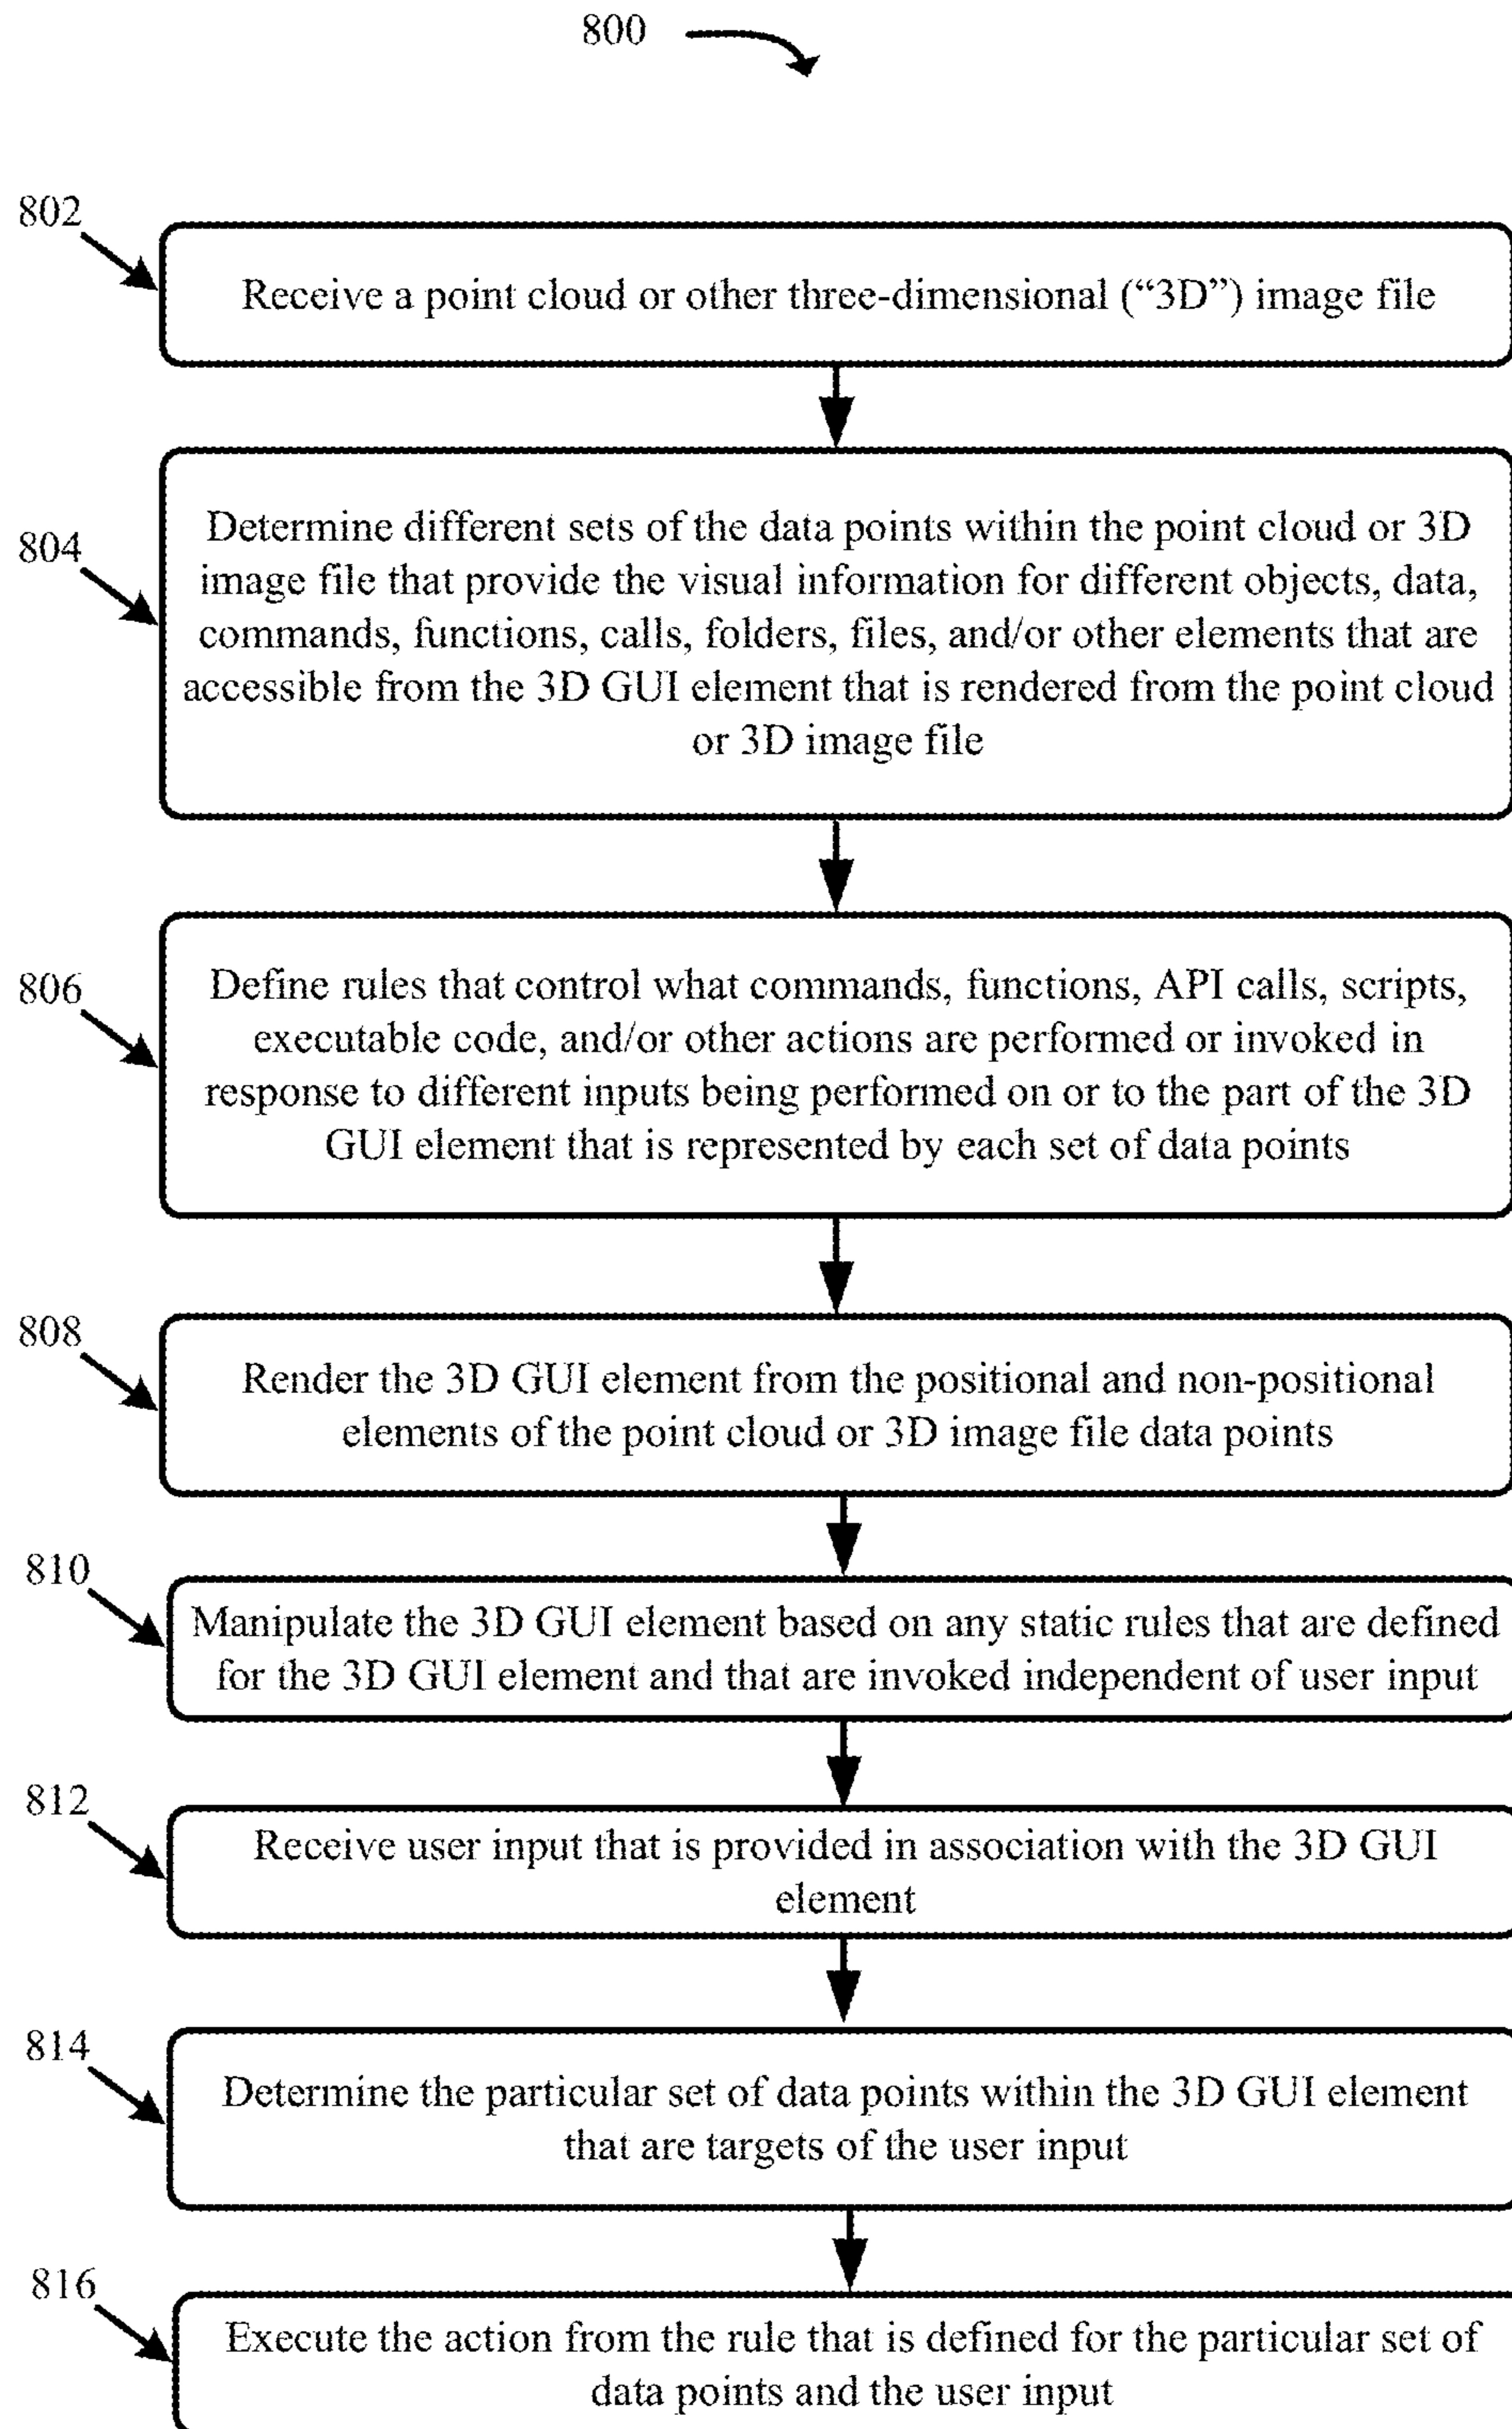 800
802
Receive a point cloud or other three-dimensional (“3D”) image file
804
Determine different sets of the data points within the point cloud or 3D
image file that provide the visual information for different objects, data,
commands, functions, calls, folders, files, and/or other elements that are
accessible from the 3D GUI element that is rendered from the point cloud
or 3D image file
806
Define rules that control what commands, functions, API calls, scripts,
executable code, and/or other actions are performed or invoked in
response to different inputs being performed on or to the part of the 3D
GUI element that is represented by each set of data points
808
Render the 3D GUI element from the positional and non-positional
elements of the point cloud or 3D image file data points
810
Manipulate the 3D GUI element based on any static rules that are defined
for the 3D GUI element and that are invoked independent of user input
812
Receive user input that is provided in association with the 3D GUI
element
814
Determine the particular set of data points within the 3D GUI element
that are targets of the user input
816
Execute the action from the rule that is defined for the particular set of
data points and the user input